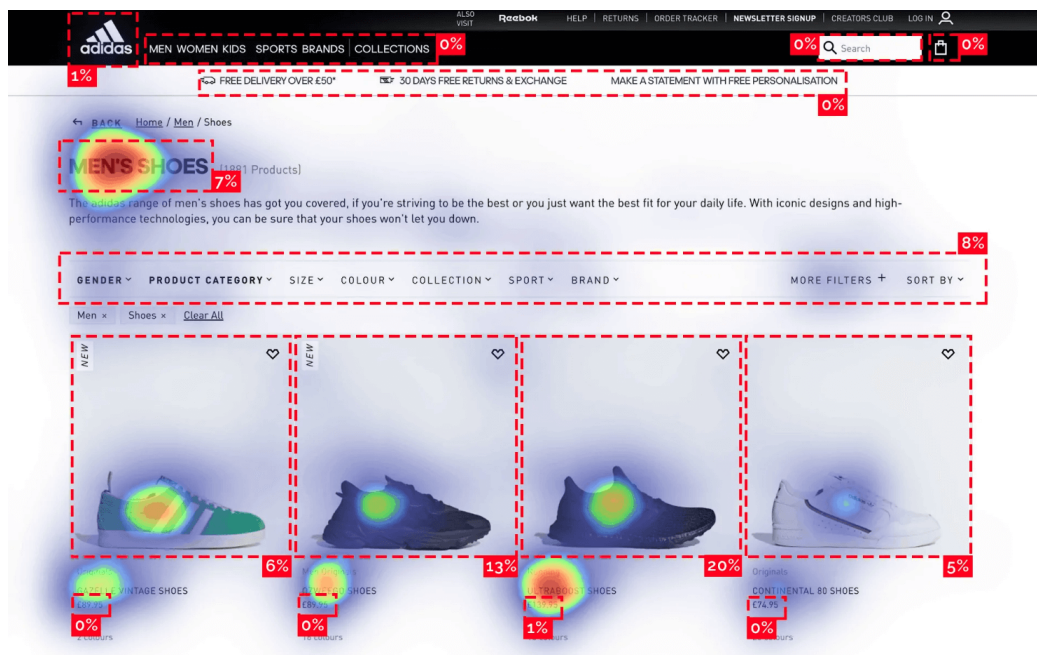 ALSO VISIT Reebok HELP | RETURNS | ORDER TRACKER | NEWSLETTER SIGNUP | CREATORS CLUB LOG IN
adidas MEN WOMEN KIDS SPORTS BRANDS COLLECTIONS 0% 0% Search 0%
1%
FREE DELIVERY OVER £50* 30 DAYS FREE RETURNS & EXCHANGE MAKE A STATEMENT WITH FREE PERSONALISATION
0%
BACK Home / Men / Shoes
MEN'S SHOES (1891 Products)
7%
The adidas range of men's shoes has got you covered, if you're striving to be the best or you just want the best fit for your daily life. With iconic designs and high-
performance technologies, you can be sure that your shoes won't let you down.
8%
GENDER PRODUCT CATEGORY SIZE COLOUR COLLECTION SPORT BRAND MORE FILTERS + SORT BY
Men × Shoes × Clear All
NEW NEW
6% 13% 20% 5%
Originals
GAZELLE VINTAGE SHOES SHOES ULTRABOOST SHOES CONTINENTAL 80 SHOES
£89.95 £89.95 £139.95 £74.95
0% 0% 1% 0%
2 colours colours colours colours